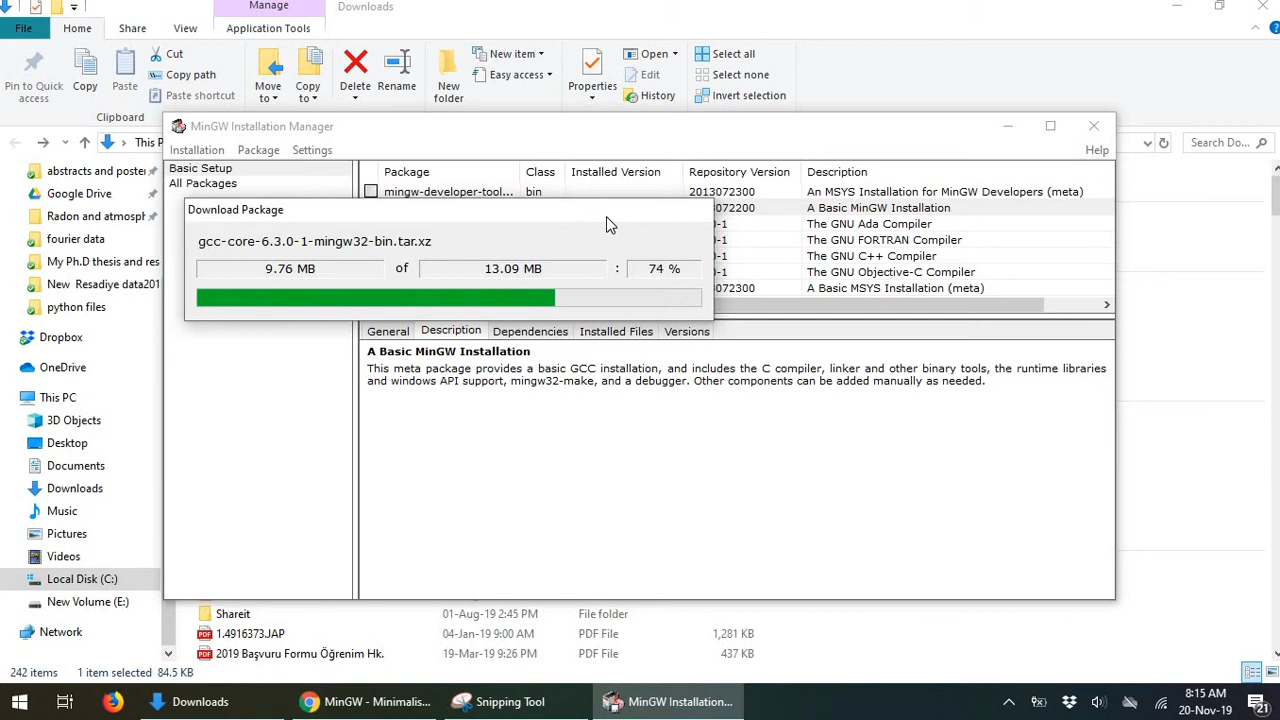 Manage
Downloads
File
Home
Share
View
Application Tools
Pin to Quick access
Copy
Paste
Cut
Copy path
Paste shortcut
Clipboard
Move to
Copy to
Delete
Rename
New folder
New item
Easy access
Properties
Open
Edit
History
Select all
Select none
Invert selection
This P
Search Do...
MinGW Installation Manager
Installation
Package
Settings
Help
Basic Setup
All Packages
Package
Class
Installed Version
Repository Version
Description
mingw-developer-tool...
bin
2013072300
An MSYS Installation for MinGW Developers (meta)
3072200
A Basic MinGW Installation
0-1
The GNU Ada Compiler
0-1
The GNU FORTRAN Compiler
0-1
The GNU C++ Compiler
0-1
The GNU Objective-C Compiler
072300
A Basic MSYS Installation (meta)
Download Package
gcc-core-6.3.0-1-mingw32-bin.tar.xz
9.76 MB
of
13.09 MB
:
74 %
General
Description
Dependencies
Installed Files
Versions
A Basic MinGW Installation
This meta package provides a basic GCC installation, and includes the C compiler, linker and other binary tools, the runtime libraries
and windows API support, mingw32-make, and a debugger. Other components can be added manually as needed.
abstracts and poste
Google Drive
Radon and atmosph
fourier data
My Ph.D thesis and res
New Resadiye data201
python files
Dropbox
OneDrive
This PC
3D Objects
Desktop
Documents
Downloads
Music
Pictures
Videos
Local Disk (C:)
New Volume (E:)
Network
Shareit
01-Aug-19 2:45 PM
File folder
1.4916373.JAP
04-Jan-19 9:00 AM
PDF File
1,281 KB
2019 Başvuru Formu Öğrenim Hk.
19-Mar-19 9:26 PM
PDF File
437 KB
242 items
1 item selected 84.5 KB
Downloads
MinGW - Minimalis...
Snipping Tool
MinGW Installation...
8:15 AM
20-Nov-19
21